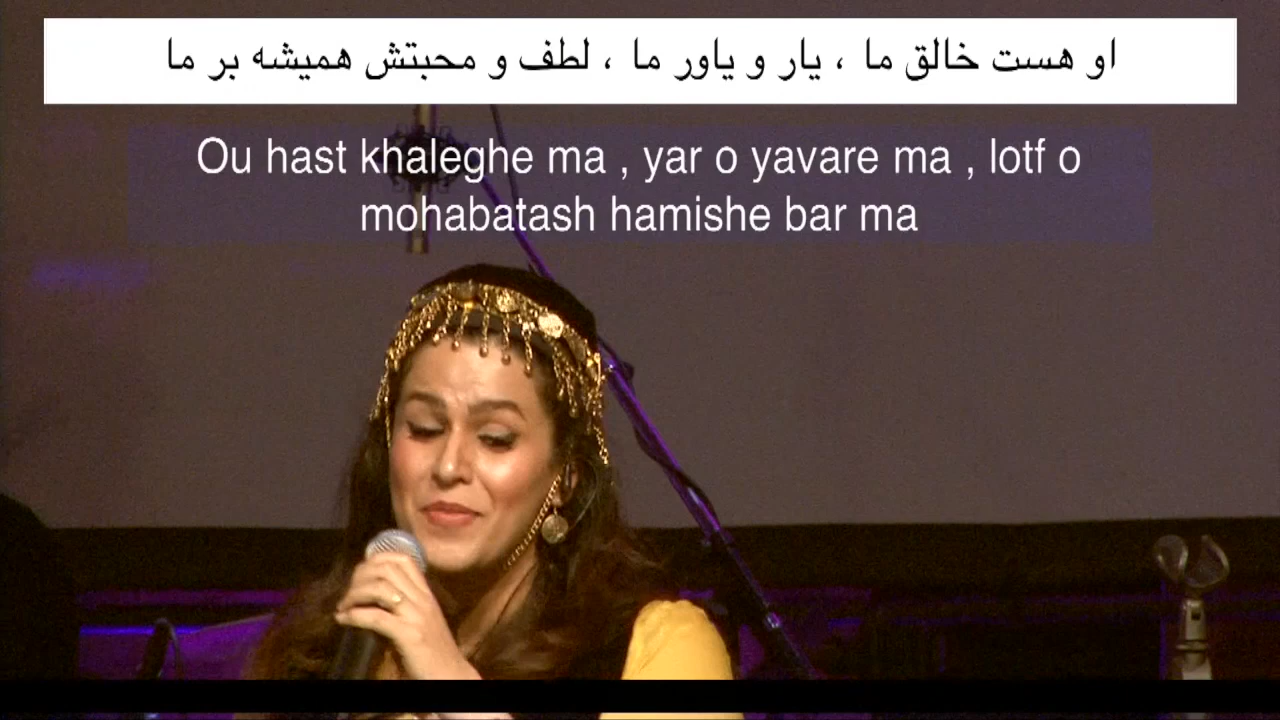 او هست خالق ما ، یار و یاور ما ، لطف و محبتش همیشه بر ما
Ou hast khaleghe ma , yar o yavare ma , lotf o
mohabatash hamishe bar ma